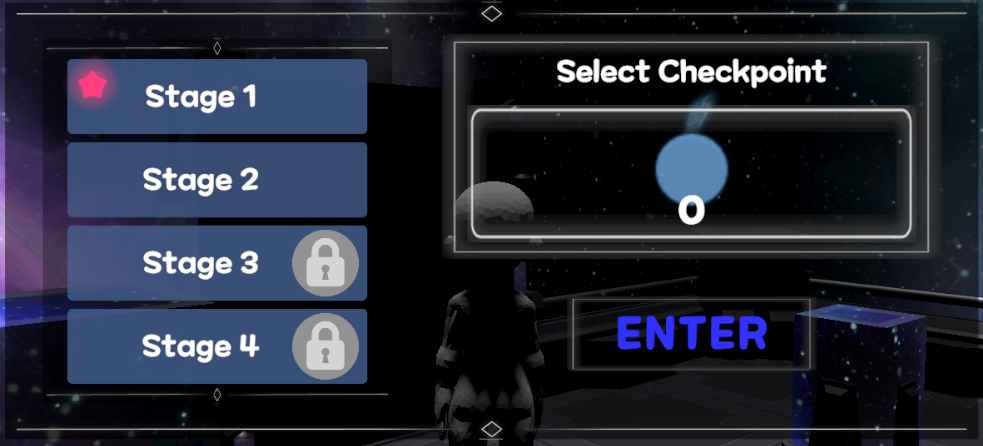 Stage 1
Stage 2
Stage 3
Stage 4
Select Checkpoint
0
ENTER